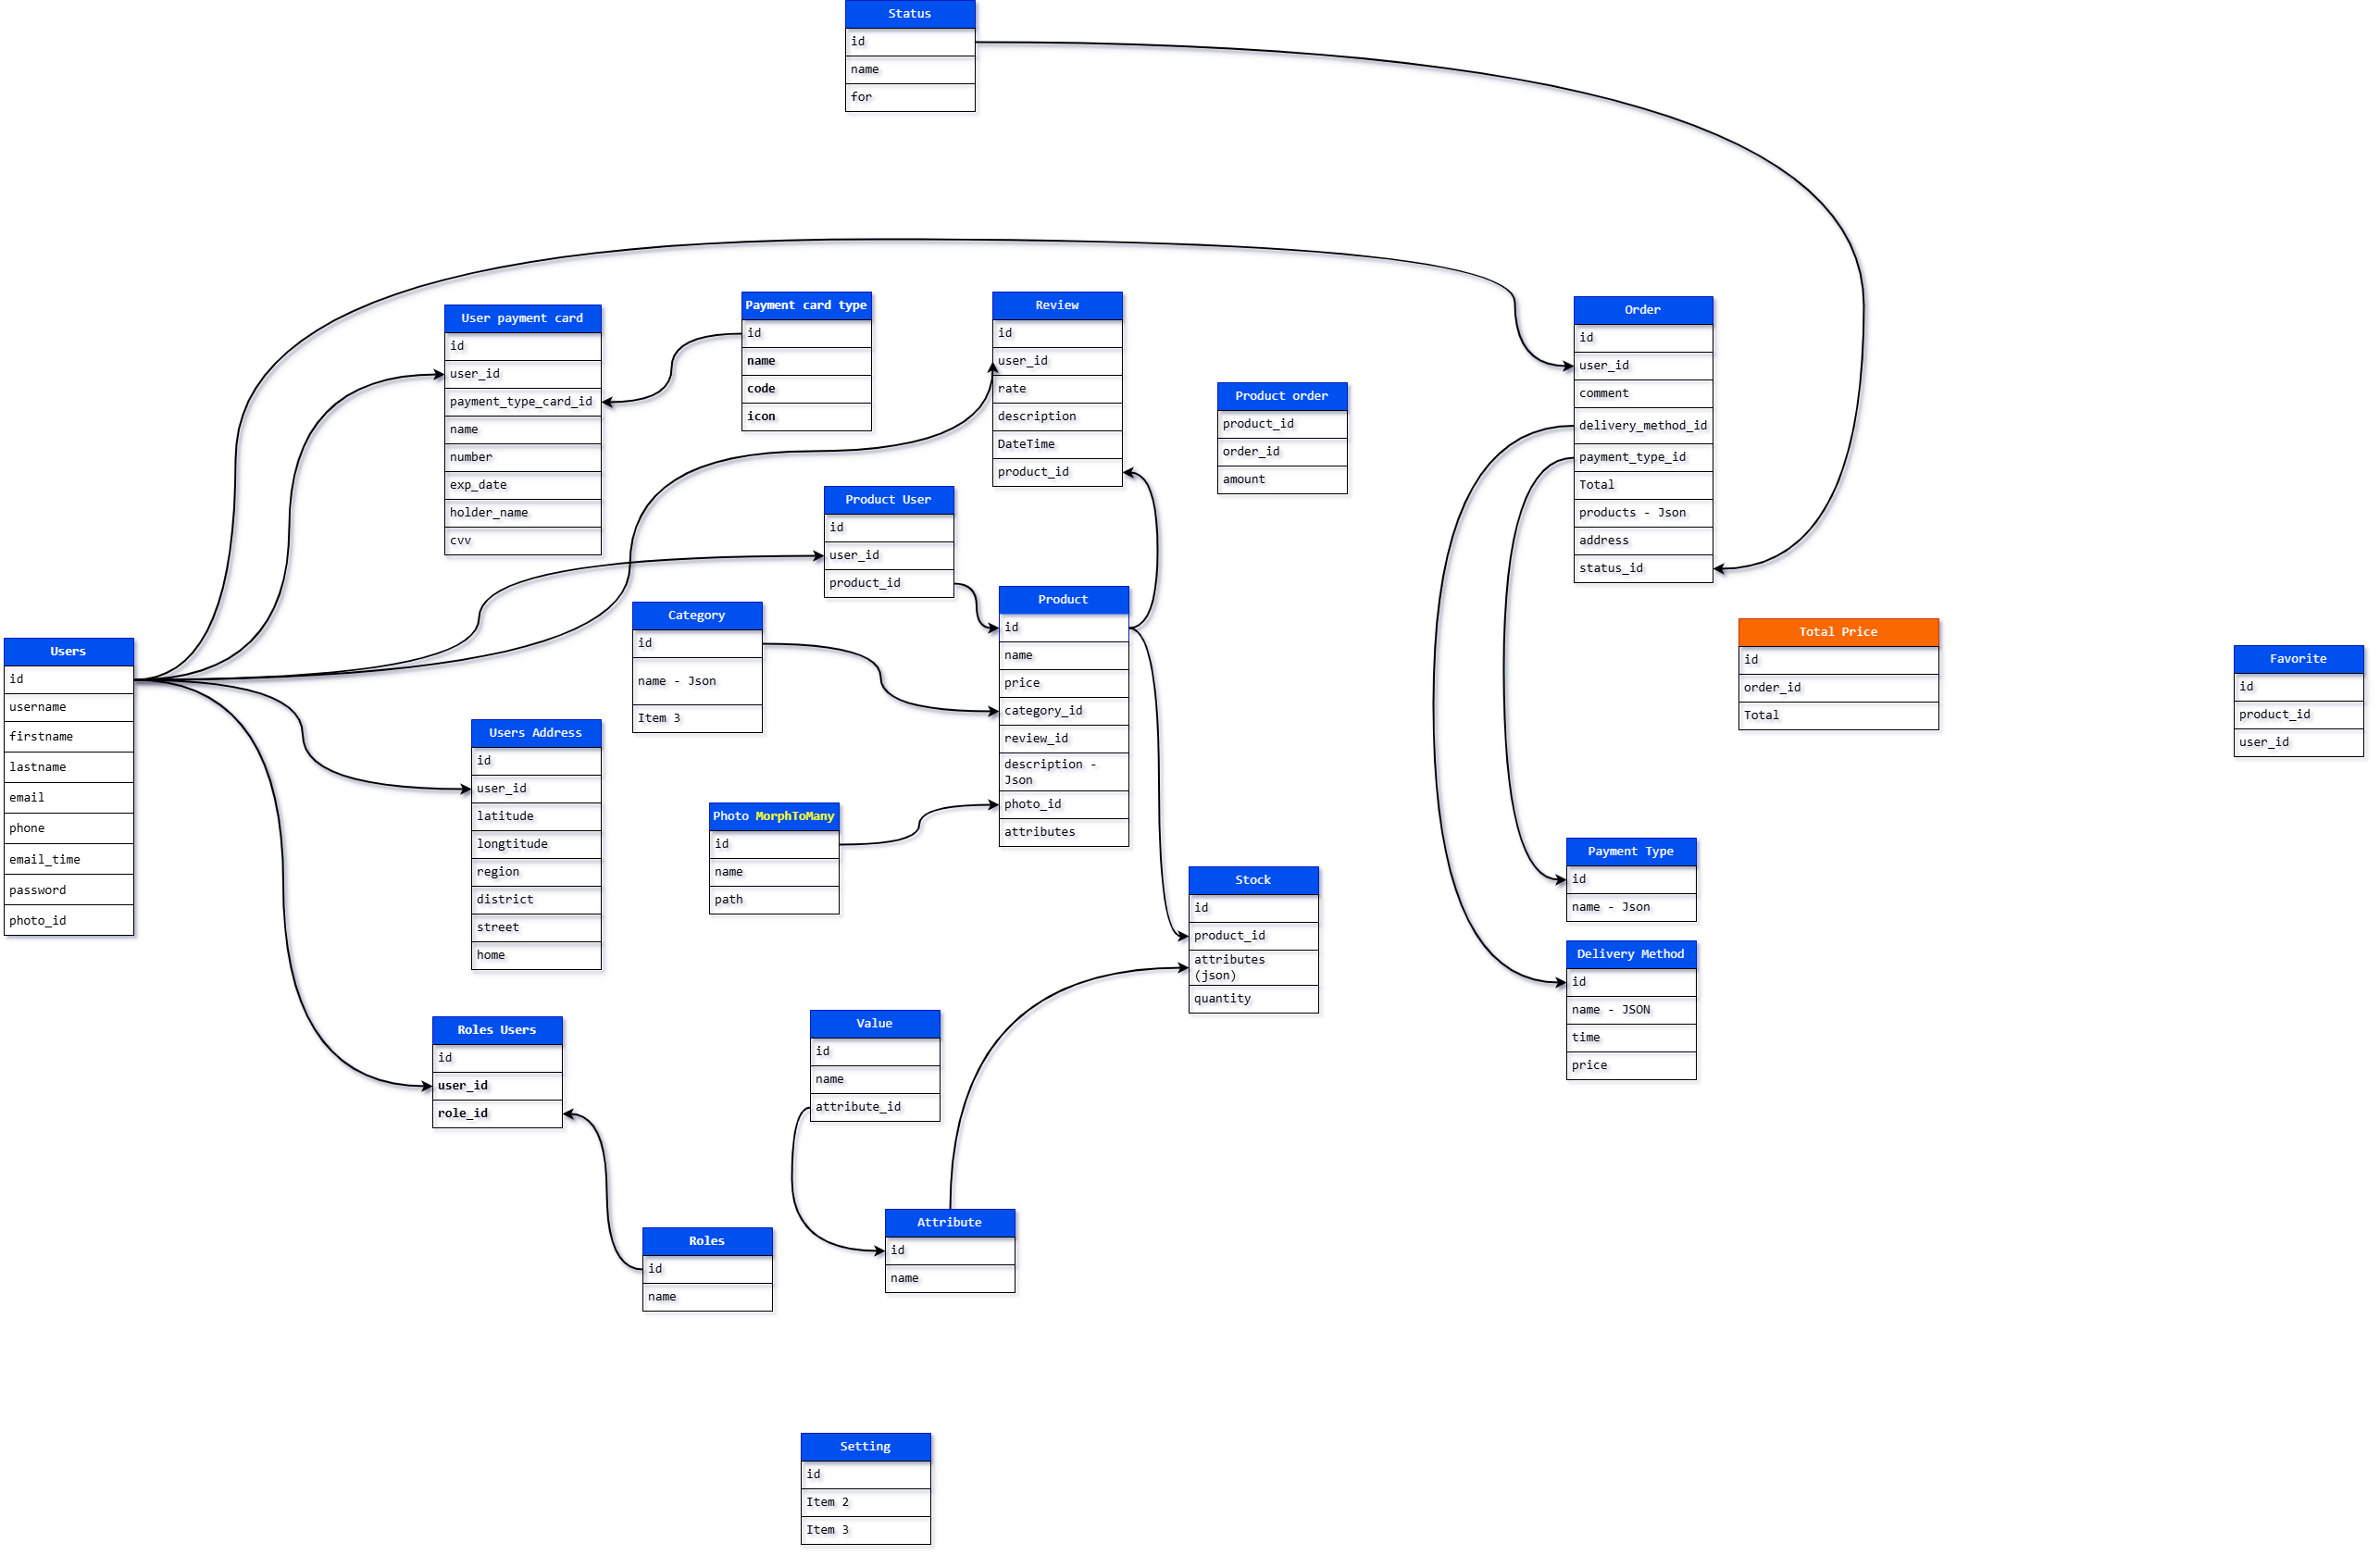 Status
id
name
for
User payment card
id
user_id
payment_type_card_id
name
number
exp_date
holder_name
cvv
Payment card type
id
name
code
icon
Review
id
user_id
rate
description
DateTime
product_id
Product order
product_id
order_id
amount
Order
id
user_id
comment
delivery_method_id
payment_type_id
Total
products - Json
address
status_id
Product User
id
user_id
product_id
Users
id
username
firstname
lastname
email
phone
email_time
password
photo_id
Category
id
name - Json
Item 3
Product
id
name
price
category_id
review_id
description -
Json
photo_id
attributes
Total Price
id
order_id
Total
Favorite
id
product_id
user_id
Users Address
id
user_id
latitude
longtitude
region
district
street
home
Photo MorphToMany
id
name
path
Stock
id
product_id
attributes
(json)
quantity
Payment Type
id
name - Json
Delivery Method
id
name - JSON
time
price
Roles Users
id
user_id
role_id
Value
id
name
attribute_id
Roles
id
name
Attribute
id
name
Setting
id
Item 2
Item 3